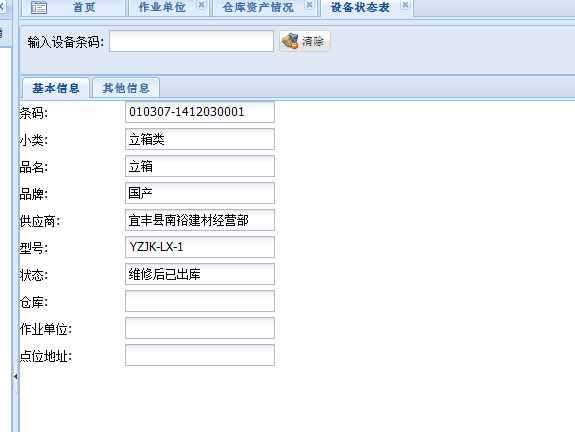 首页 作业单位 仓库资产情况 设备状态表
输入设备条码: 清除
基本信息 其他信息
条码: 010307-1412030001
小类: 立箱类
品名: 立箱
品牌: 国产
供应商: 宜丰县南裕建材经营部
型号: YZJK-LX-1
状态: 维修后已出库
仓库:
作业单位:
点位地址: